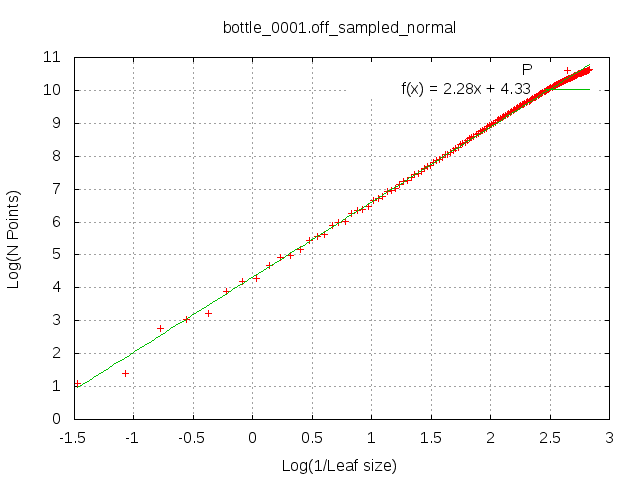 bottle_0001.off_sampled_normal
11
10
9
8
7
6
5
4
3
2
1
0
P
f(x) = 2.28x + 4.33
Log(N Points)
-1.5 -1 -0.5 0 0.5 1 1.5 2 2.5 3
Log(1/Leaf size)